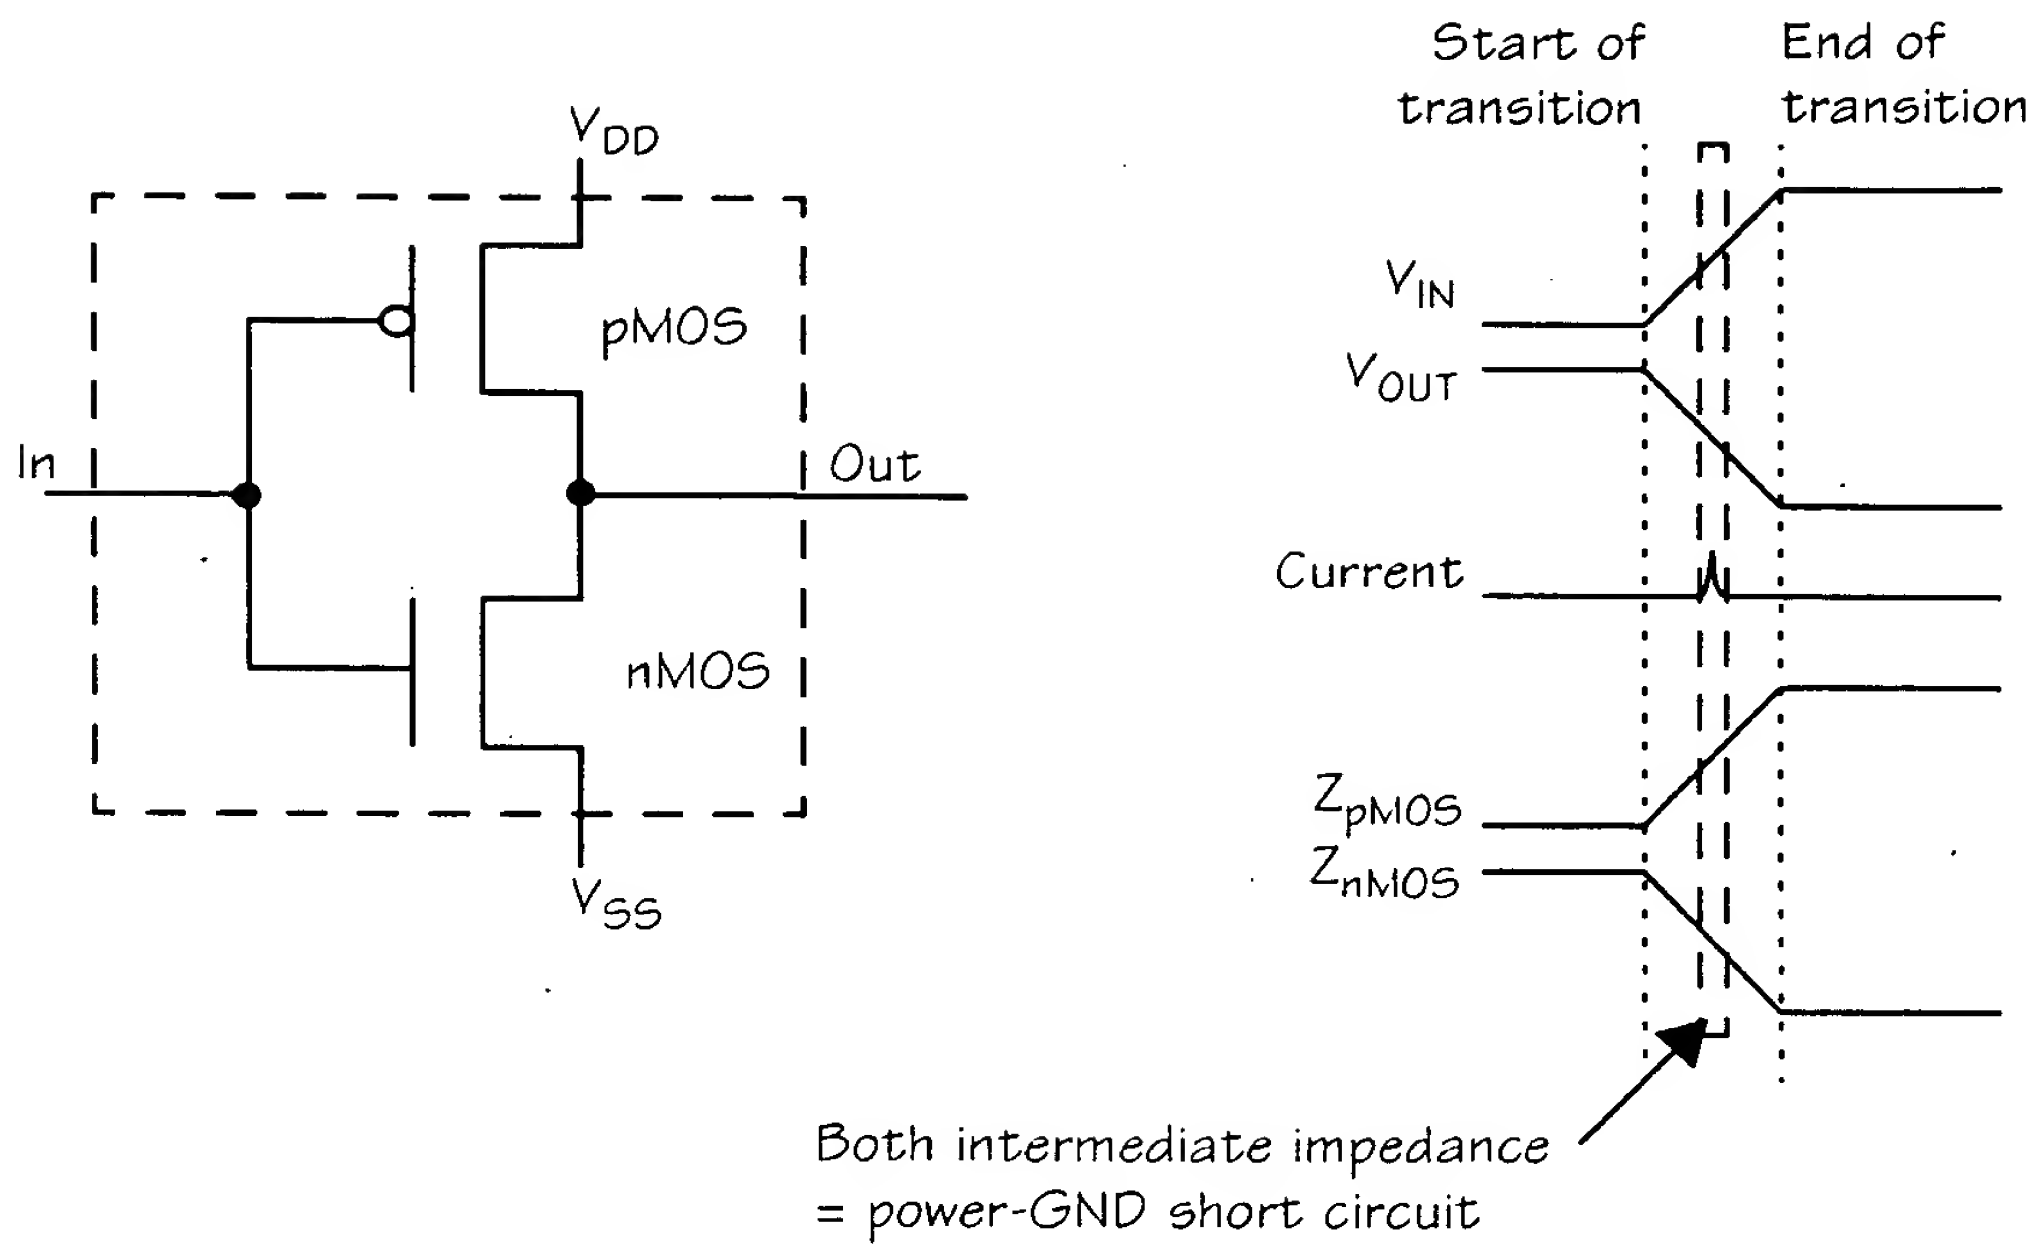 Start of
transition
End of
transition
VDD
pMOS
In
Out
nMOS
VSS
VIN
VOUT
Current
ZpMOS
ZnMOS
Both intermediate impedance
= power-GND short circuit